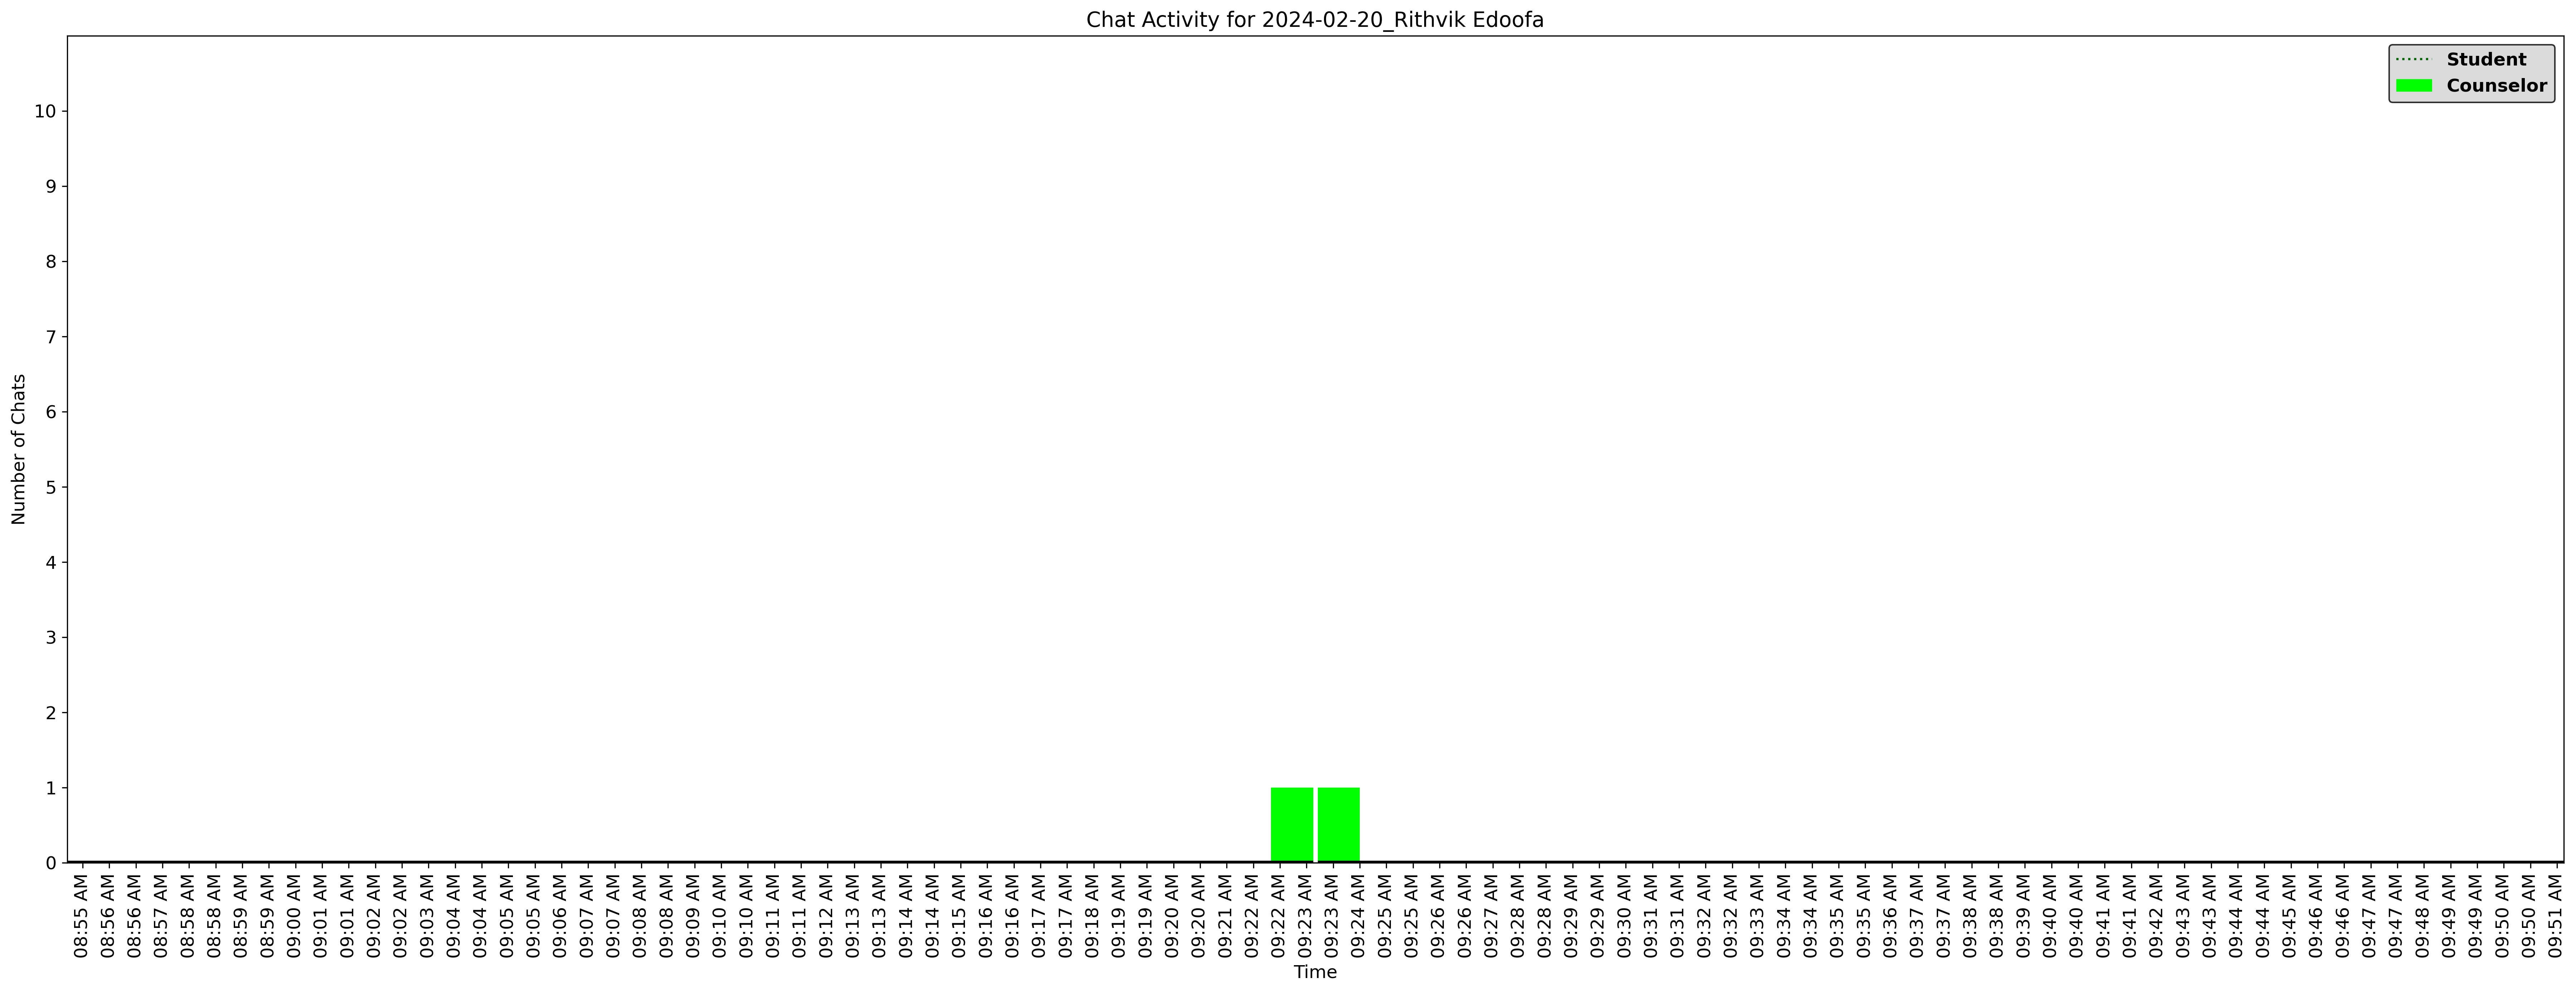 Chat Activity for 2024-02-20_Rithvik Edoofa
Student
Counselor
Number of Chats
10
9
8
7
6
5
4
3
2
1
0
08:55 AM
08:56 AM
08:56 AM
08:57 AM
08:58 AM
08:58 AM
08:59 AM
08:59 AM
09:00 AM
09:01 AM
09:01 AM
09:02 AM
09:02 AM
09:03 AM
09:04 AM
09:04 AM
09:05 AM
09:05 AM
09:06 AM
09:07 AM
09:07 AM
09:08 AM
09:08 AM
09:09 AM
09:10 AM
09:10 AM
09:11 AM
09:11 AM
09:12 AM
09:13 AM
09:13 AM
09:14 AM
09:14 AM
09:15 AM
09:16 AM
09:16 AM
09:17 AM
09:17 AM
09:18 AM
09:19 AM
09:19 AM
09:20 AM
09:20 AM
09:21 AM
09:22 AM
09:22 AM
09:23 AM
09:23 AM
09:24 AM
09:25 AM
09:25 AM
09:26 AM
09:26 AM
09:27 AM
09:28 AM
09:28 AM
09:29 AM
09:29 AM
09:30 AM
09:31 AM
09:31 AM
09:32 AM
09:32 AM
09:33 AM
09:34 AM
09:34 AM
09:35 AM
09:35 AM
09:36 AM
09:37 AM
09:37 AM
09:38 AM
09:38 AM
09:39 AM
09:40 AM
09:40 AM
09:41 AM
09:41 AM
09:42 AM
09:43 AM
09:43 AM
09:44 AM
09:44 AM
09:45 AM
09:46 AM
09:46 AM
09:47 AM
09:47 AM
09:48 AM
09:49 AM
09:49 AM
09:50 AM
09:50 AM
09:51 AM
Time